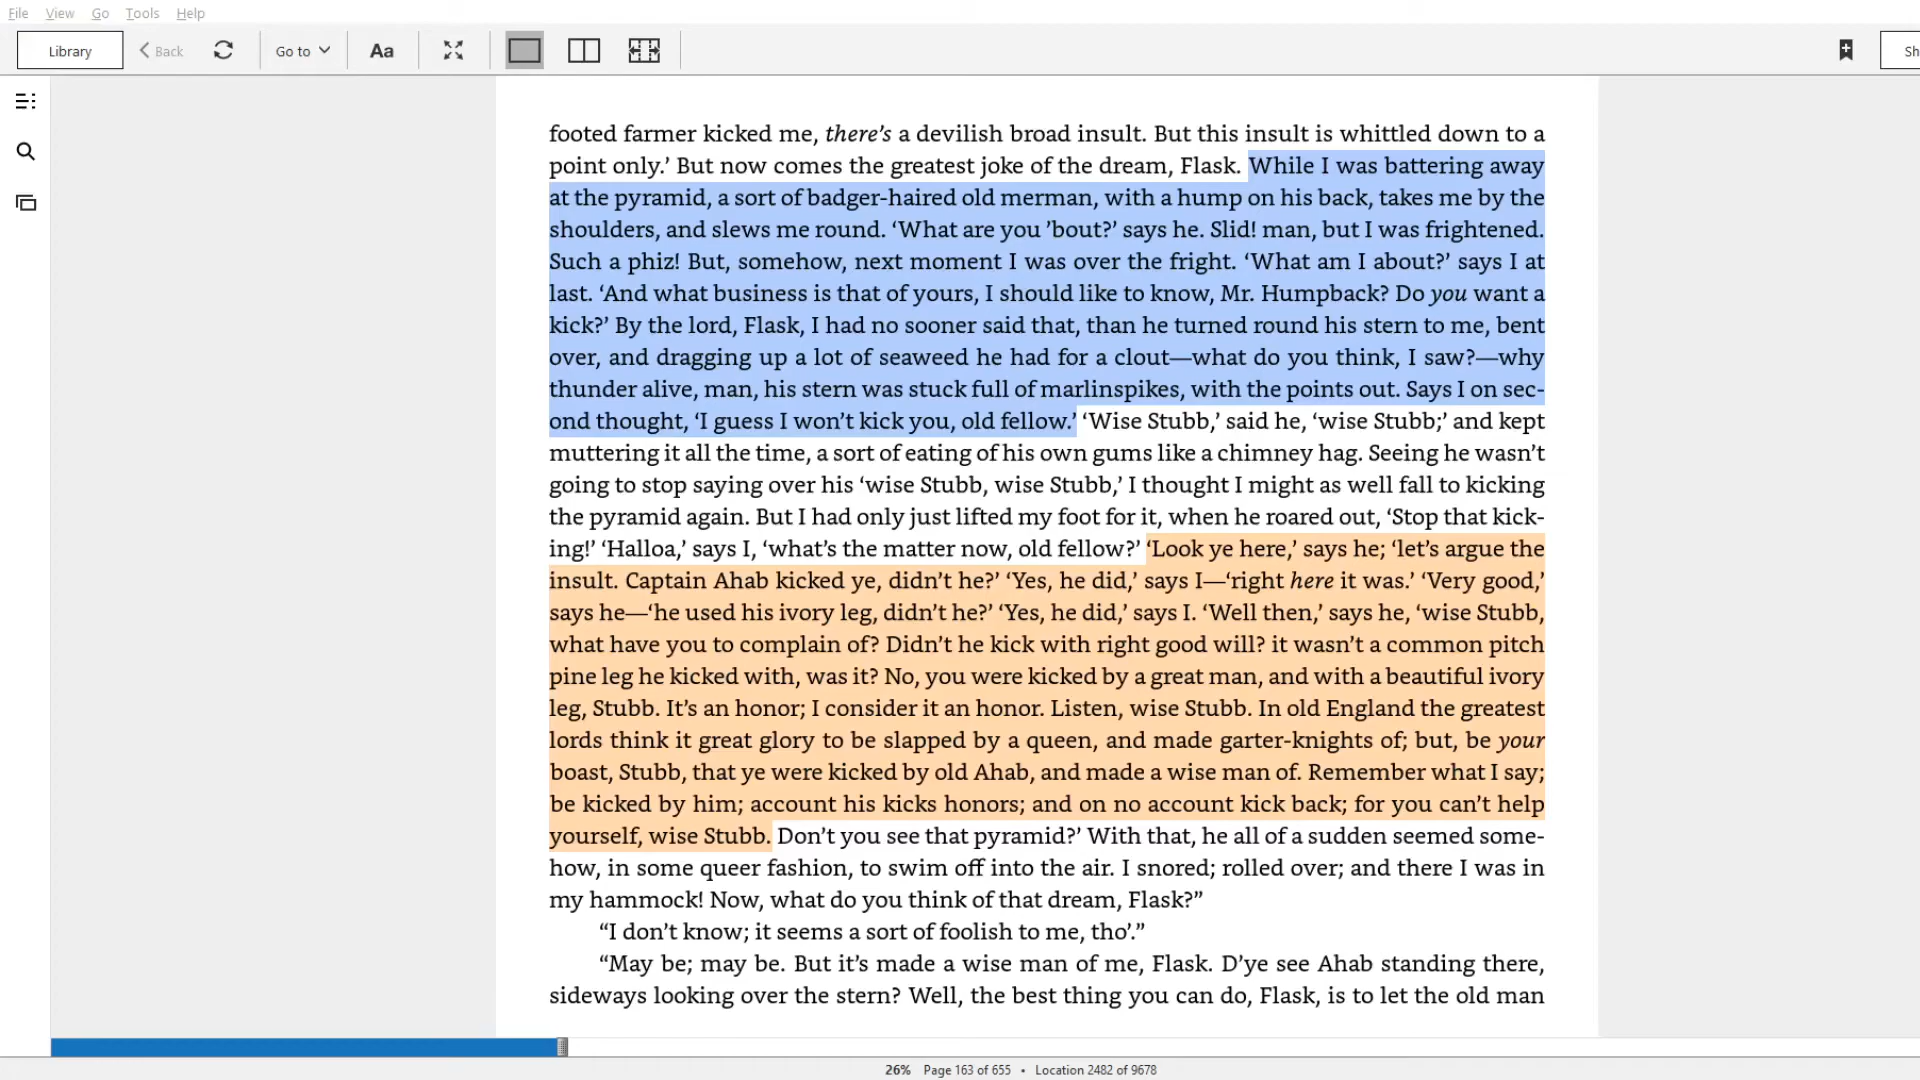 File View Go Tools Help
Library Back Go to Aa Sh
footed farmer kicked me, there’s a devilish broad insult. But this insult is whittled down to a
point only.’ But now comes the greatest joke of the dream, Flask. While I was battering away
at the pyramid, a sort of badger-haired old merman, with a hump on his back, takes me by the
shoulders, and slews me round. ‘What are you ’bout?’ says he. Slid! man, but I was frightened.
Such a phiz! But, somehow, next moment I was over the fright. ‘What am I about?’ says I at
last. ‘And what business is that of yours, I should like to know, Mr. Humpback? Do you want a
kick?’ By the lord, Flask, I had no sooner said that, than he turned round his stern to me, bent
over, and dragging up a lot of seaweed he had for a clout—what do you think, I saw?—why
thunder alive, man, his stern was stuck full of marlinspikes, with the points out. Says I on sec-
ond thought, ‘I guess I won’t kick you, old fellow.’ ‘Wise Stubb,’ said he, ‘wise Stubb;’ and kept
muttering it all the time, a sort of eating of his own gums like a chimney hag. Seeing he wasn’t
going to stop saying over his ‘wise Stubb, wise Stubb,’ I thought I might as well fall to kicking
the pyramid again. But I had only just lifted my foot for it, when he roared out, ‘Stop that kick-
ing!’ ‘Halloa,’ says I, ‘what’s the matter now, old fellow?’ ‘Look ye here,’ says he; ‘let’s argue the
insult. Captain Ahab kicked ye, didn’t he?’ ‘Yes, he did,’ says I—‘right here it was.’ ‘Very good,’
says he—‘he used his ivory leg, didn’t he?’ ‘Yes, he did,’ says I. ‘Well then,’ says he, ‘wise Stubb,
what have you to complain of? Didn’t he kick with right good will? it wasn’t a common pitch
pine leg he kicked with, was it? No, you were kicked by a great man, and with a beautiful ivory
leg, Stubb. It’s an honor; I consider it an honor. Listen, wise Stubb. In old England the greatest
lords think it great glory to be slapped by a queen, and made garter-knights of; but, be your
boast, Stubb, that ye were kicked by old Ahab, and made a wise man of. Remember what I say;
be kicked by him; account his kicks honors; and on no account kick back; for you can’t help
yourself, wise Stubb. Don’t you see that pyramid?’ With that, he all of a sudden seemed some-
how, in some queer fashion, to swim off into the air. I snored; rolled over; and there I was in
my hammock! Now, what do you think of that dream, Flask?”
“I don’t know; it seems a sort of foolish to me, tho’.”
“May be; may be. But it’s made a wise man of me, Flask. D’ye see Ahab standing there,
sideways looking over the stern? Well, the best thing you can do, Flask, is to let the old man
26% Page 163 of 655 • Location 2482 of 9678